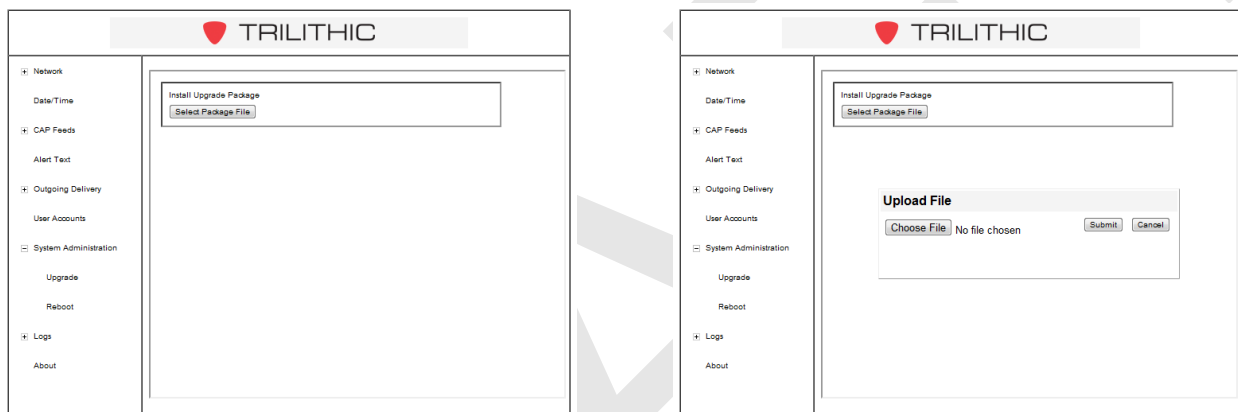 TRILITHIC
Network
Date/Time
CAP Feeds
Alert Text
Outgoing Delivery
User Accounts
System Administration
Upgrade
Reboot
Logs
About
Install Upgrade Package
Select Package File
TRILITHIC
Network
Date/Time
CAP Feeds
Alert Text
Outgoing Delivery
User Accounts
System Administration
Upgrade
Reboot
Logs
About
Install Upgrade Package
Select Package File
Upload File
Choose File No file chosen Submit Cancel